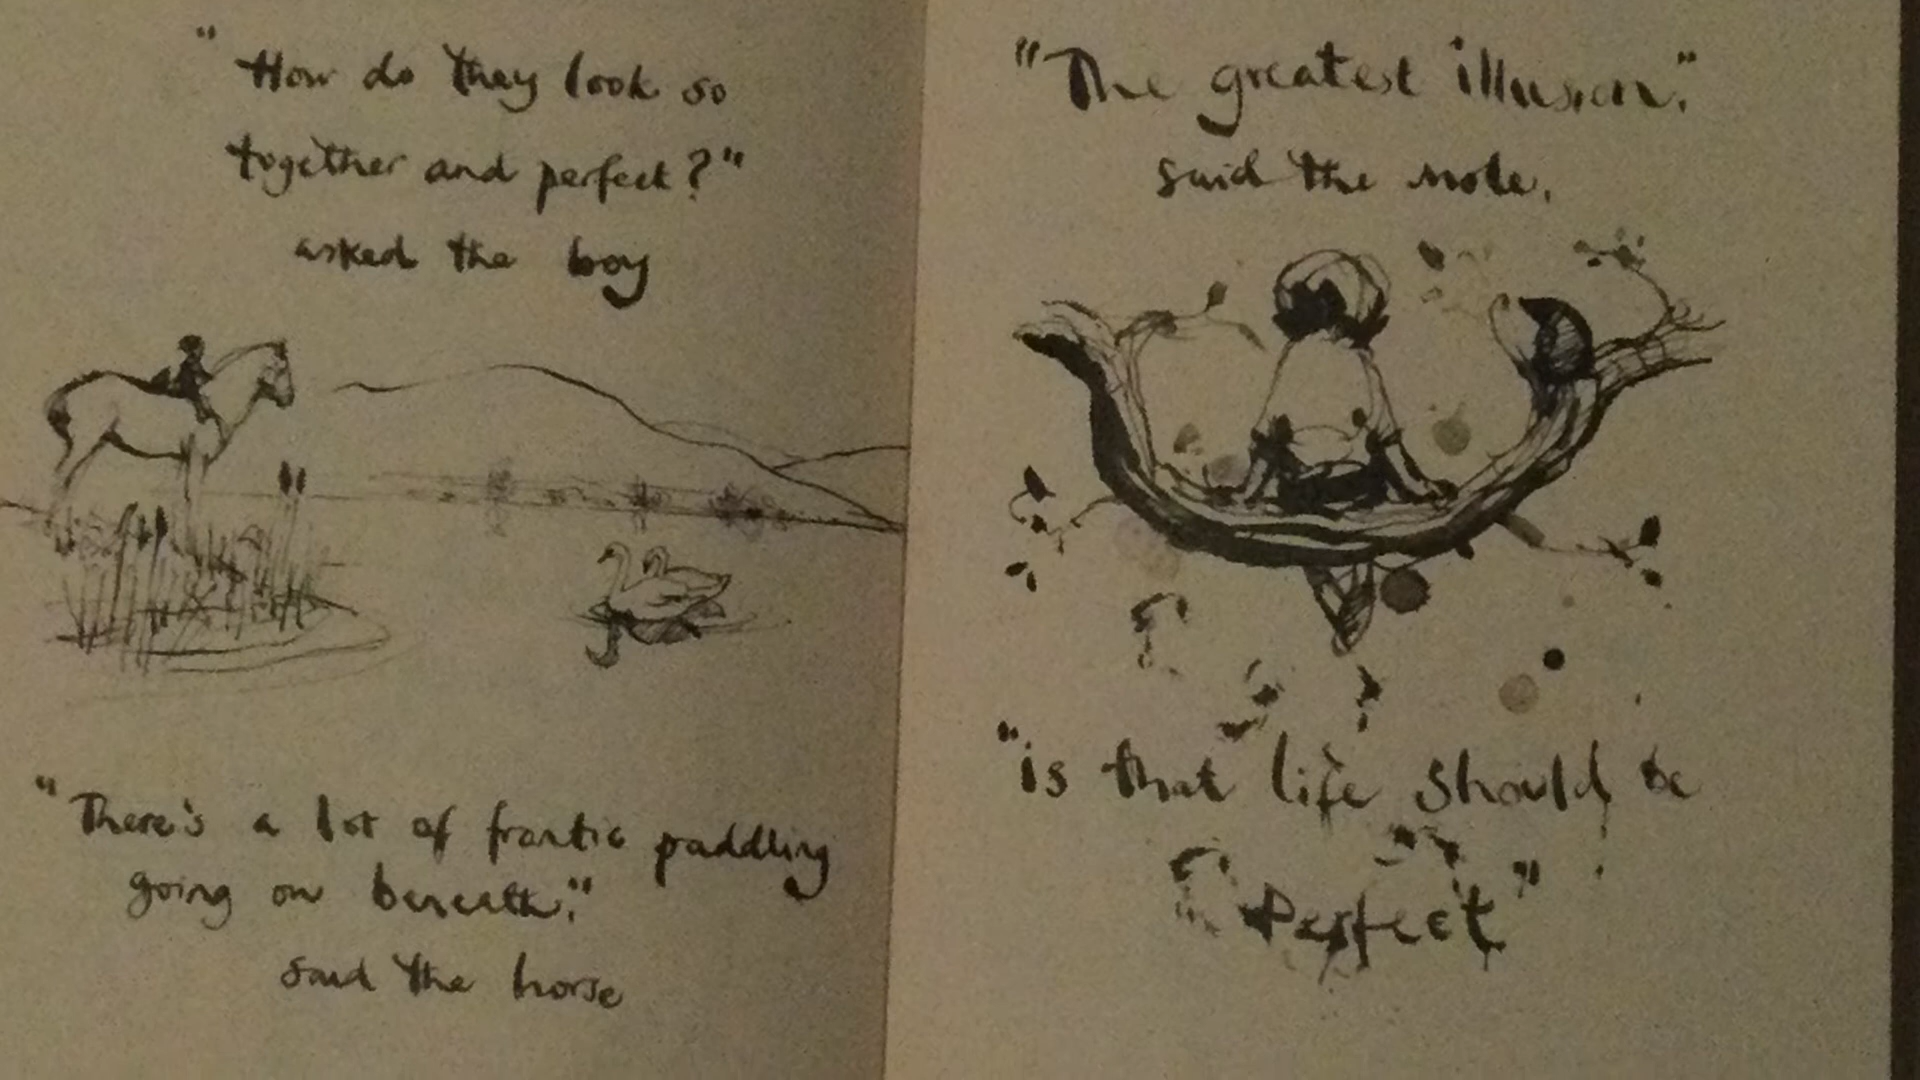 "How do they look so
together and perfect?"
asked the boy
"There's a lot of frantic paddling
going on beneath."
said the horse
"The greatest illusion."
said the mole,
"is that life should be
Perfect"